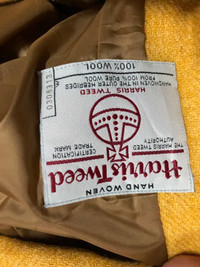 HAND WOVEN
Harris Tweed
CERTIFICATION TRADE MARK
THE HARRIS TWEED AUTHORITY
HARRIS TWEED
HANDWOVEN IN THE OUTER HEBRIDES
FROM 100% PURE WOOL
100% WOOL